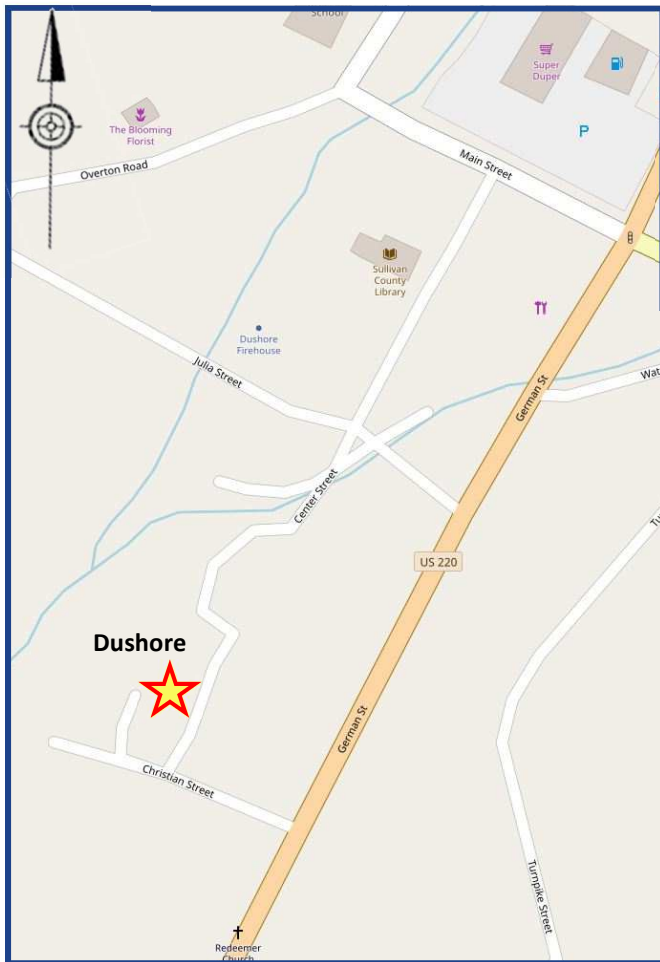 School
Super
Duper
P
The Blooming
Florist
Main Street
Overton Road
Sullivan
County
Library
Dushore
Firehouse
Julia Street
German St
Center Street
US 220
Dushore
German St
Christian Street
Turnpike Street
Redeemer
Church